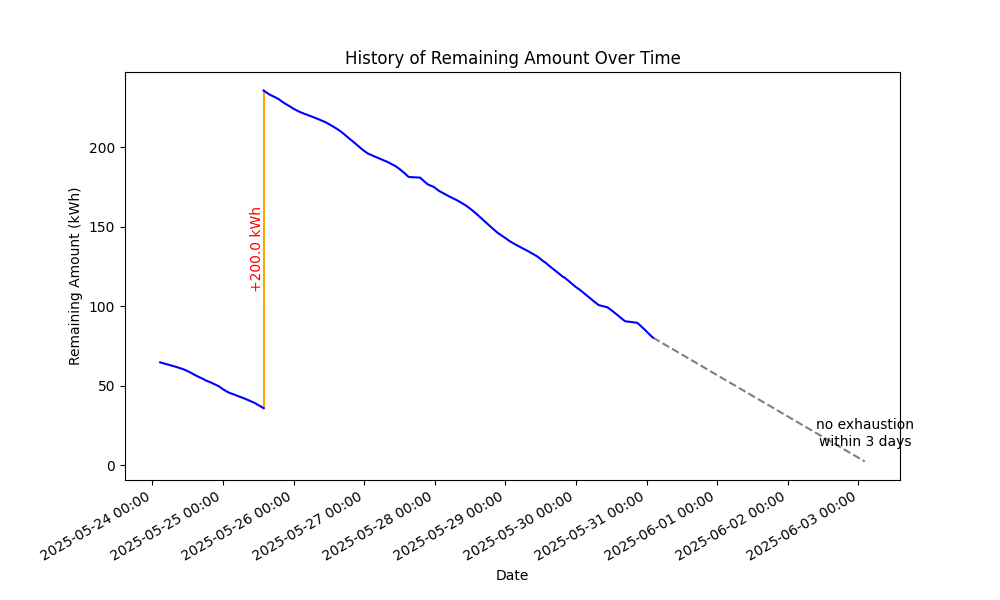 History of Remaining Amount Over Time
Remaining Amount (kWh)
200
150
100
50
0
+200.0 kWh
no exhaustion
within 3 days
2025-05-24 00:00
2025-05-25 00:00
2025-05-26 00:00
2025-05-27 00:00
2025-05-28 00:00
2025-05-29 00:00
2025-05-30 00:00
2025-05-31 00:00
2025-06-01 00:00
2025-06-02 00:00
2025-06-03 00:00
Date